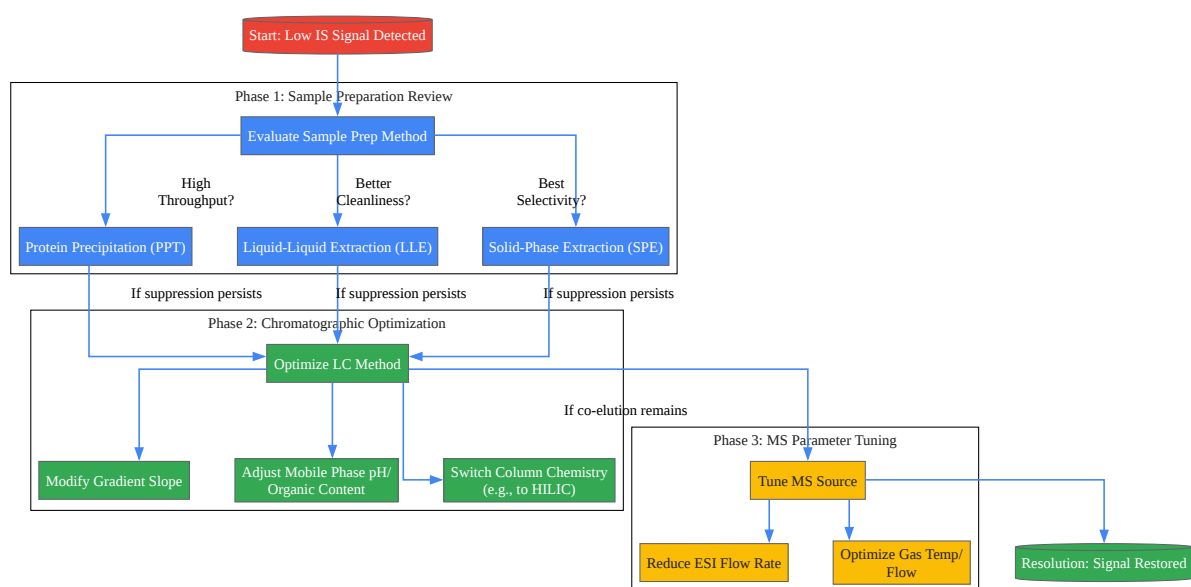 Start: Low IS Signal Detected
Phase 1: Sample Preparation Review
Evaluate Sample Prep Method
High
Throughput?
Better
Cleanliness?
Best
Selectivity?
Protein Precipitation (PPT)
Liquid-Liquid Extraction (LLE)
Solid-Phase Extraction (SPE)
If suppression persists
If suppression persists
If suppression persists
Phase 2: Chromatographic Optimization
Optimize LC Method
If co-elution remains
Modify Gradient Slope
Adjust Mobile Phase pH/
Organic Content
Switch Column Chemistry
(e.g., to HILIC)
Phase 3: MS Parameter Tuning
Tune MS Source
Reduce ESI Flow Rate
Optimize Gas Temp/
Flow
Resolution: Signal Restored